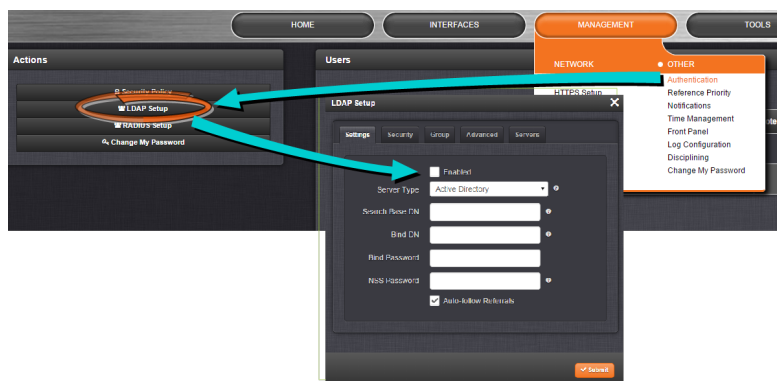 HOME INTERFACES MANAGEMENT TOOLS
Actions
Security Policy
LDAP Setup
RADIUS Setup
Change My Password
Users
NETWORK
HTTPS Setup
OTHER
Authentication
Reference Priority
Notifications
Time Management
Front Panel
Log Configuration
Disciplining
Change My Password
LDAP Setup
Settings Security Group Advanced Servers
Enabled
Server Type Active Directory
Search Base DN
Bind DN
Bind Password
NSS Password
Auto-follow Referrals
Submit